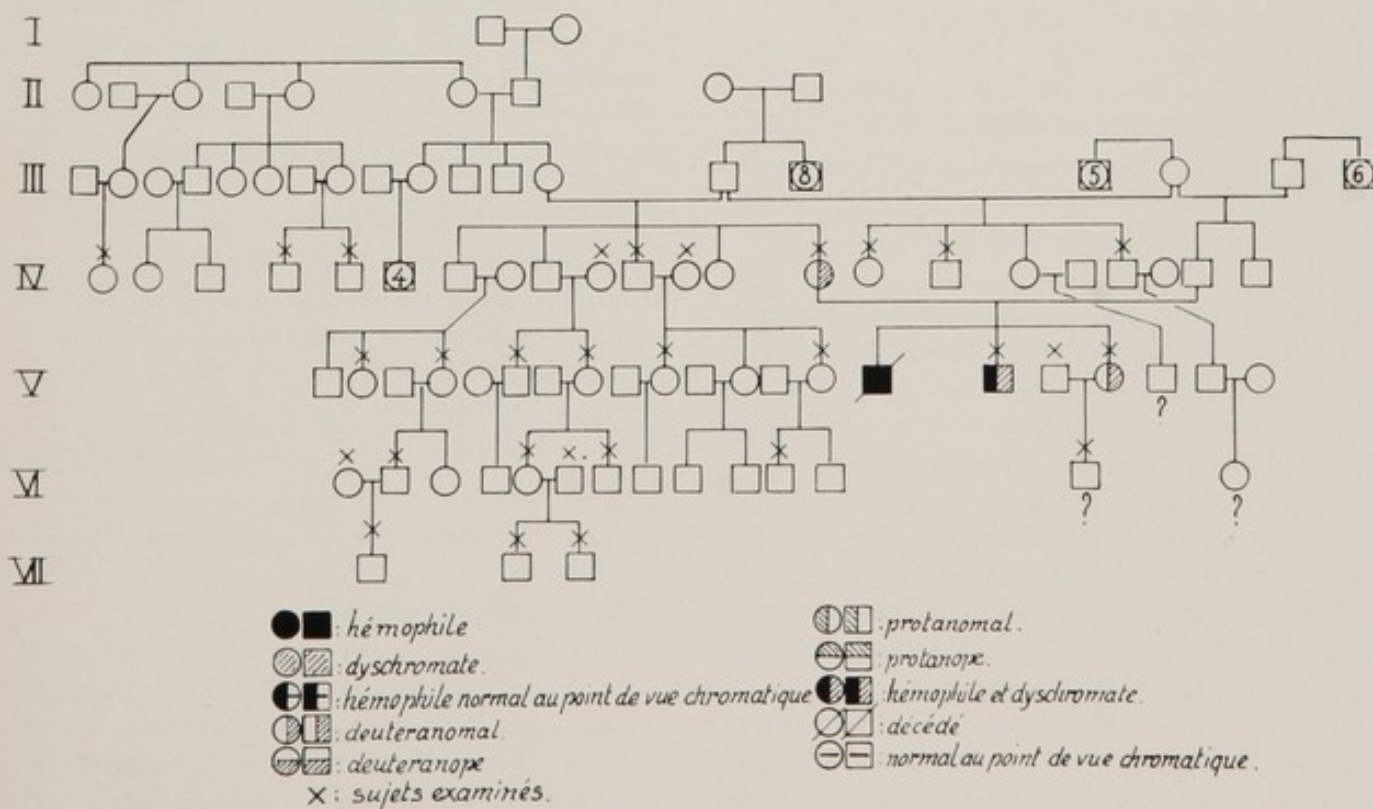 I
II
III
8
5
6
IV
4
V
?
VI
?
?
VII
: hémophile
: dyschromate.
: hémophile normal au point de vue chromatique
: deuteranomal.
: deuteranope
x : sujets examinés.
: protanomal.
: protanope.
: hémophile et dyschromate.
: décédé
: normal au point de vue chromatique.